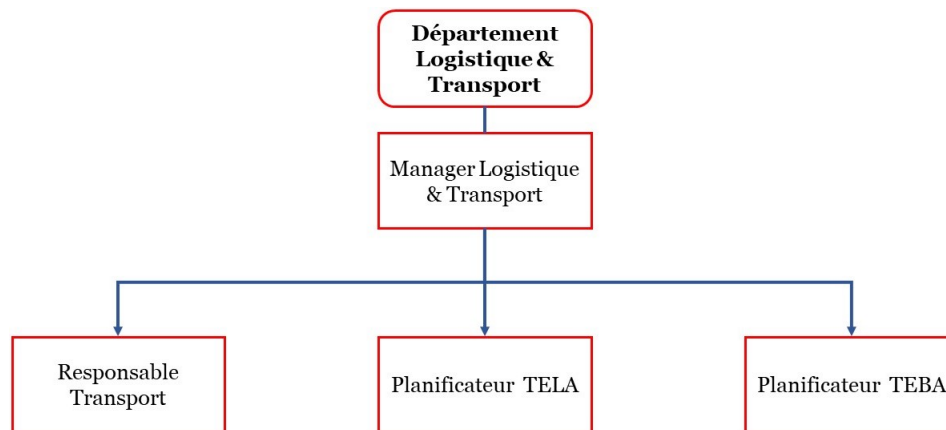 Département
Logistique &
Transport
Manager Logistique
& Transport
Responsable
Transport
Planificateur TELA
Planificateur TEBA